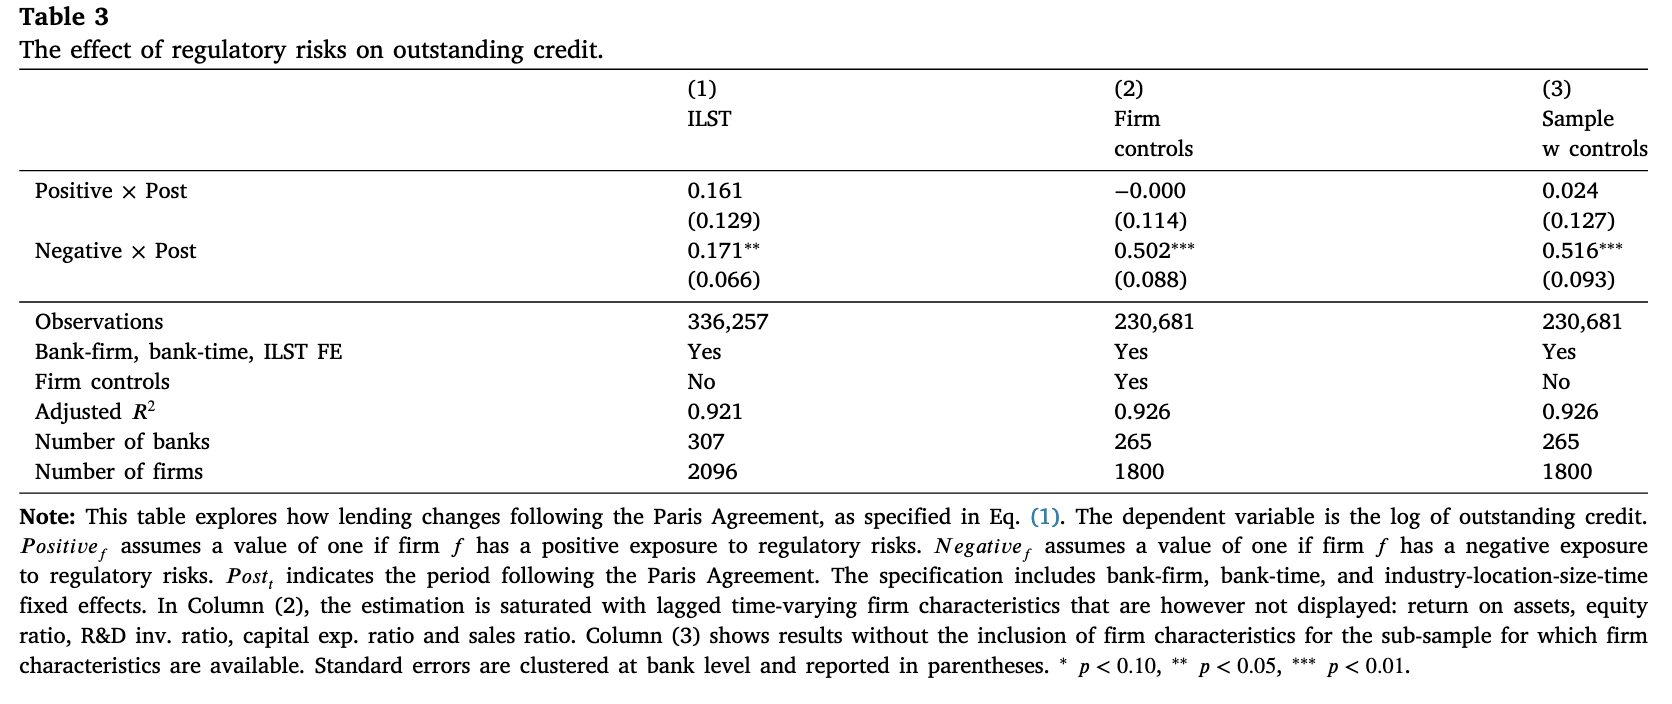 Table 3
The effect of regulatory risks on outstanding credit.
(1) (2) (3)
ILST Firm Sample
controls w controls
Positive × Post 0.161 −0.000 0.024
(0.129) (0.114) (0.127)
Negative × Post 0.171** 0.502*** 0.516***
(0.066) (0.088) (0.093)
Observations 336,257 230,681 230,681
Bank-firm, bank-time, ILST FE Yes Yes Yes
Firm controls No Yes No
Adjusted R² 0.921 0.926 0.926
Number of banks 307 265 265
Number of firms 2096 1800 1800
Note: This table explores how lending changes following the Paris Agreement, as specified in Eq. (1). The dependent variable is the log of outstanding credit.
Positive_f assumes a value of one if firm f has a positive exposure to regulatory risks. Negative_f assumes a value of one if firm f has a negative exposure
to regulatory risks. Post_t indicates the period following the Paris Agreement. The specification includes bank-firm, bank-time, and industry-location-size-time
fixed effects. In Column (2), the estimation is saturated with lagged time-varying firm characteristics that are however not displayed: return on assets, equity
ratio, R&D inv. ratio, capital exp. ratio and sales ratio. Column (3) shows results without the inclusion of firm characteristics for the sub-sample for which firm
characteristics are available. Standard errors are clustered at bank level and reported in parentheses. * p < 0.10, ** p < 0.05, *** p < 0.01.